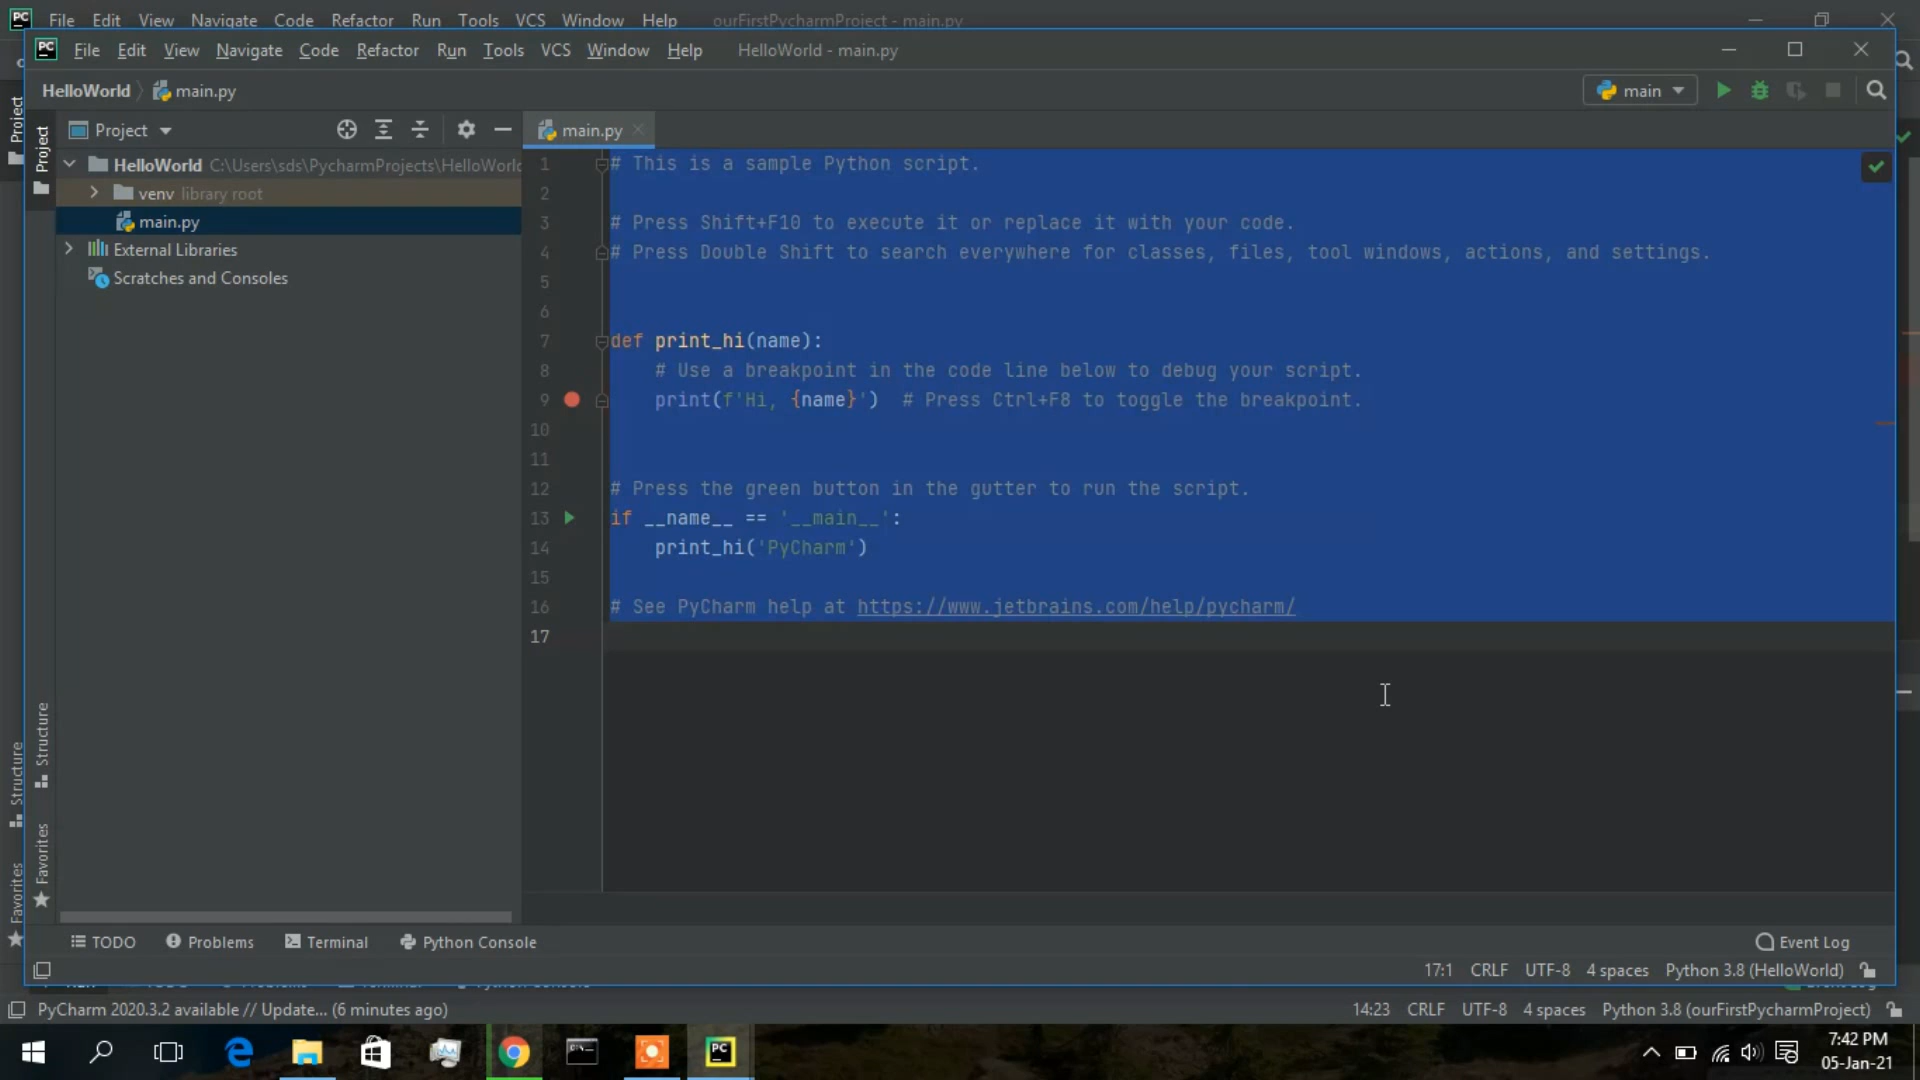 PC File Edit View Navigate Code Refactor Run Tools VCS Window Help ourFirstPycharmProject - main.py
PC File Edit View Navigate Code Refactor Run Tools VCS Window Help HelloWorld - main.py
HelloWorld main.py main
Project
Project
Project main.py
HelloWorld C:\Users\sds\PycharmProjects\HelloWorld
venv library root
main.py
External Libraries
Scratches and Consoles
1 # This is a sample Python script.
2
3 # Press Shift+F10 to execute it or replace it with your code.
4 # Press Double Shift to search everywhere for classes, files, tool windows, actions, and settings.
5
6
7 def print_hi(name):
8 # Use a breakpoint in the code line below to debug your script.
9 print(f'Hi, {name}')  # Press Ctrl+F8 to toggle the breakpoint.
10
11
12 # Press the green button in the gutter to run the script.
13 if __name__ == '__main__':
14 print_hi('PyCharm')
15
16 # See PyCharm help at https://www.jetbrains.com/help/pycharm/
17
Structure
Structure
Favorites
Favorites
TODO Problems Terminal Python Console Event Log
17:1 CRLF UTF-8 4 spaces Python 3.8 (HelloWorld)
PyCharm 2020.3.2 available // Update... (6 minutes ago) 14:23 CRLF UTF-8 4 spaces Python 3.8 (ourFirstPycharmProject)
PC
7:42 PM
05-Jan-21